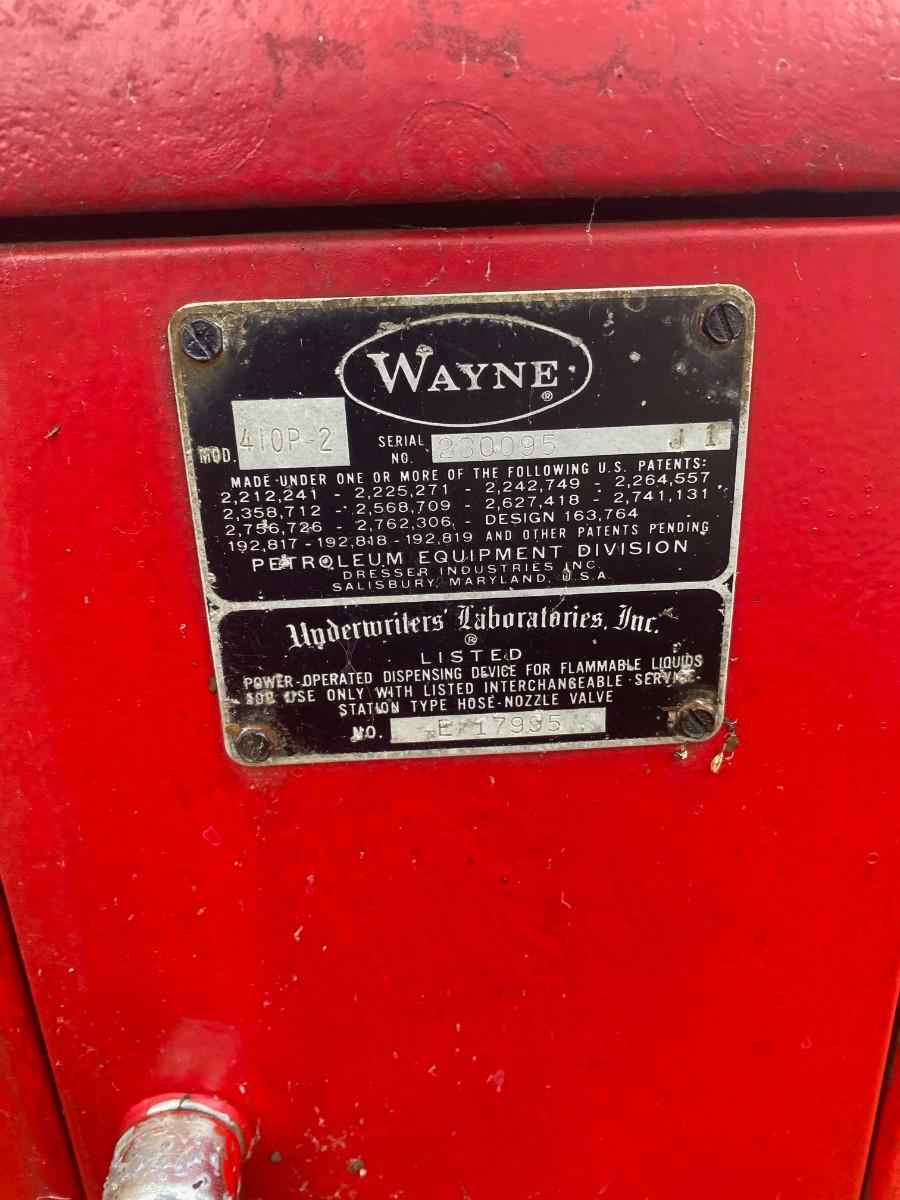 WAYNE ®
MOD. 410P-2 SERIAL NO. 230095 J 1
MADE UNDER ONE OR MORE OF THE FOLLOWING U.S. PATENTS:
2,212,241 - 2,225,271 - 2,242,749 - 2,264,557
2,358,712 - 2,568,709 - 2,627,418 - 2,741,131
2,756,726 - 2,762,306 - DESIGN 163,764
192,817 - 192,818 - 192,819 AND OTHER PATENTS PENDING
PETROLEUM EQUIPMENT DIVISION
DRESSER INDUSTRIES INC.
SALISBURY, MARYLAND, U.S.A.
Underwriters' Laboratories, Inc.
®
LISTED
POWER-OPERATED DISPENSING DEVICE FOR FLAMMABLE LIQUIDS
FOR USE ONLY WITH LISTED INTERCHANGEABLE SERVICE-
STATION TYPE HOSE-NOZZLE VALVE
NO. E 17995